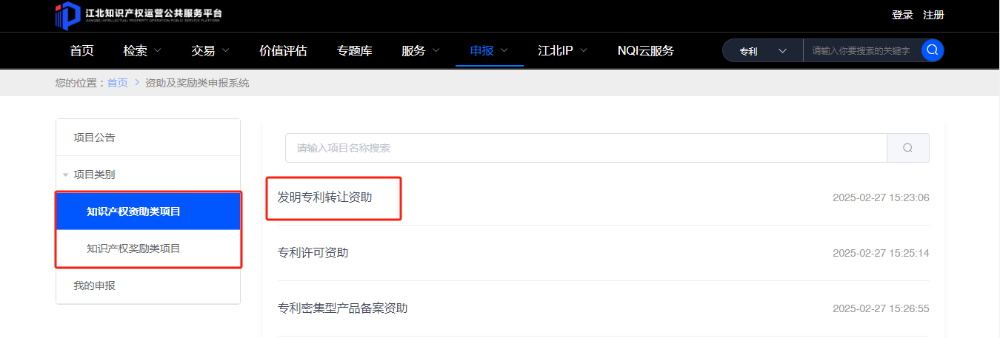 江北知识产权运营公共服务平台
JIANGBEI INTELLECTUAL PROPERTY OPERATION PUBLIC SERVICE PLATFORM
登录 注册
首页 检索 交易 价值评估 专题库 服务 申报 江北IP NQI云服务 专利 请输入你要搜索的关键字
您的位置：首页 > 资助及奖励类申报系统
项目公告
请输入项目名称搜索
项目类别
发明专利转让资助 2025-02-27 15:23:06
知识产权资助类项目
知识产权奖励类项目
专利许可资助 2025-02-27 15:25:14
我的申报
专利密集型产品备案资助 2025-02-27 15:26:55